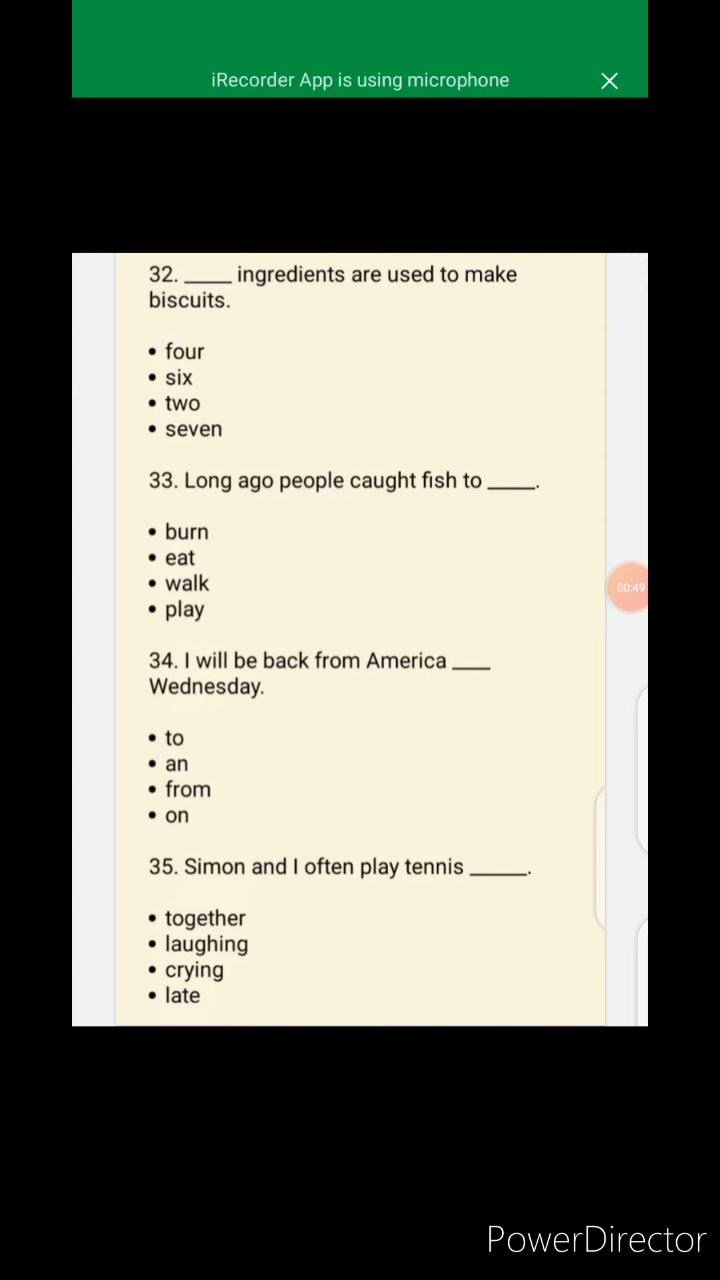 iRecorder App is using microphone
32. ____ ingredients are used to make
biscuits.
• four
• six
• two
• seven
33. Long ago people caught fish to ____.
• burn
• eat
• walk
• play
00:49
34. I will be back from America ____
Wednesday.
• to
• an
• from
• on
35. Simon and I often play tennis _____.
• together
• laughing
• crying
• late
PowerDirector